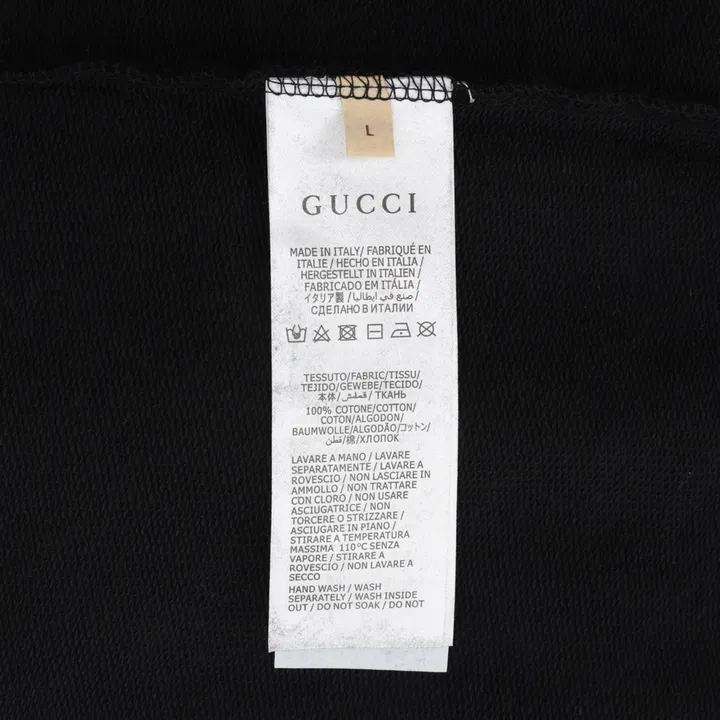 L
GUCCI
MADE IN ITALY/ FABRIQUÉ EN
ITALIE / HECHO EN ITALIA /
HERGESTELLT IN ITALIEN /
FABRICADO EM ITÁLIA /
イタリア製 / صنع في ايطاليا /
СДЕЛАНО В ИТАЛИИ
TESSUTO/FABRIC/TISSU/
TEJIDO/GEWEBE/TECIDO/
本体/ قملش/ ТКАНЬ
100% COTONE/COTTON/
COTON/ALGODON/
BAUMWOLLE/ALGODÃO/コットン/
قطن/棉/ХЛОПОК
LAVARE A MANO / LAVARE
SEPARATAMENTE / LAVARE A
ROVESCIO / NON LASCIARE IN
AMMOLLO / NON TRATTARE
CON CLORO / NON USARE
ASCIUGATRICE / NON
TORCERE O STRIZZARE /
ASCIUGARE IN PIANO /
STIRARE A TEMPERATURA
MASSIMA 110°C SENZA
VAPORE / STIRARE A
ROVESCIO / NON LAVARE A
SECCO
HAND WASH / WASH
SEPARATELY / WASH INSIDE
OUT / DO NOT SOAK / DO NOT